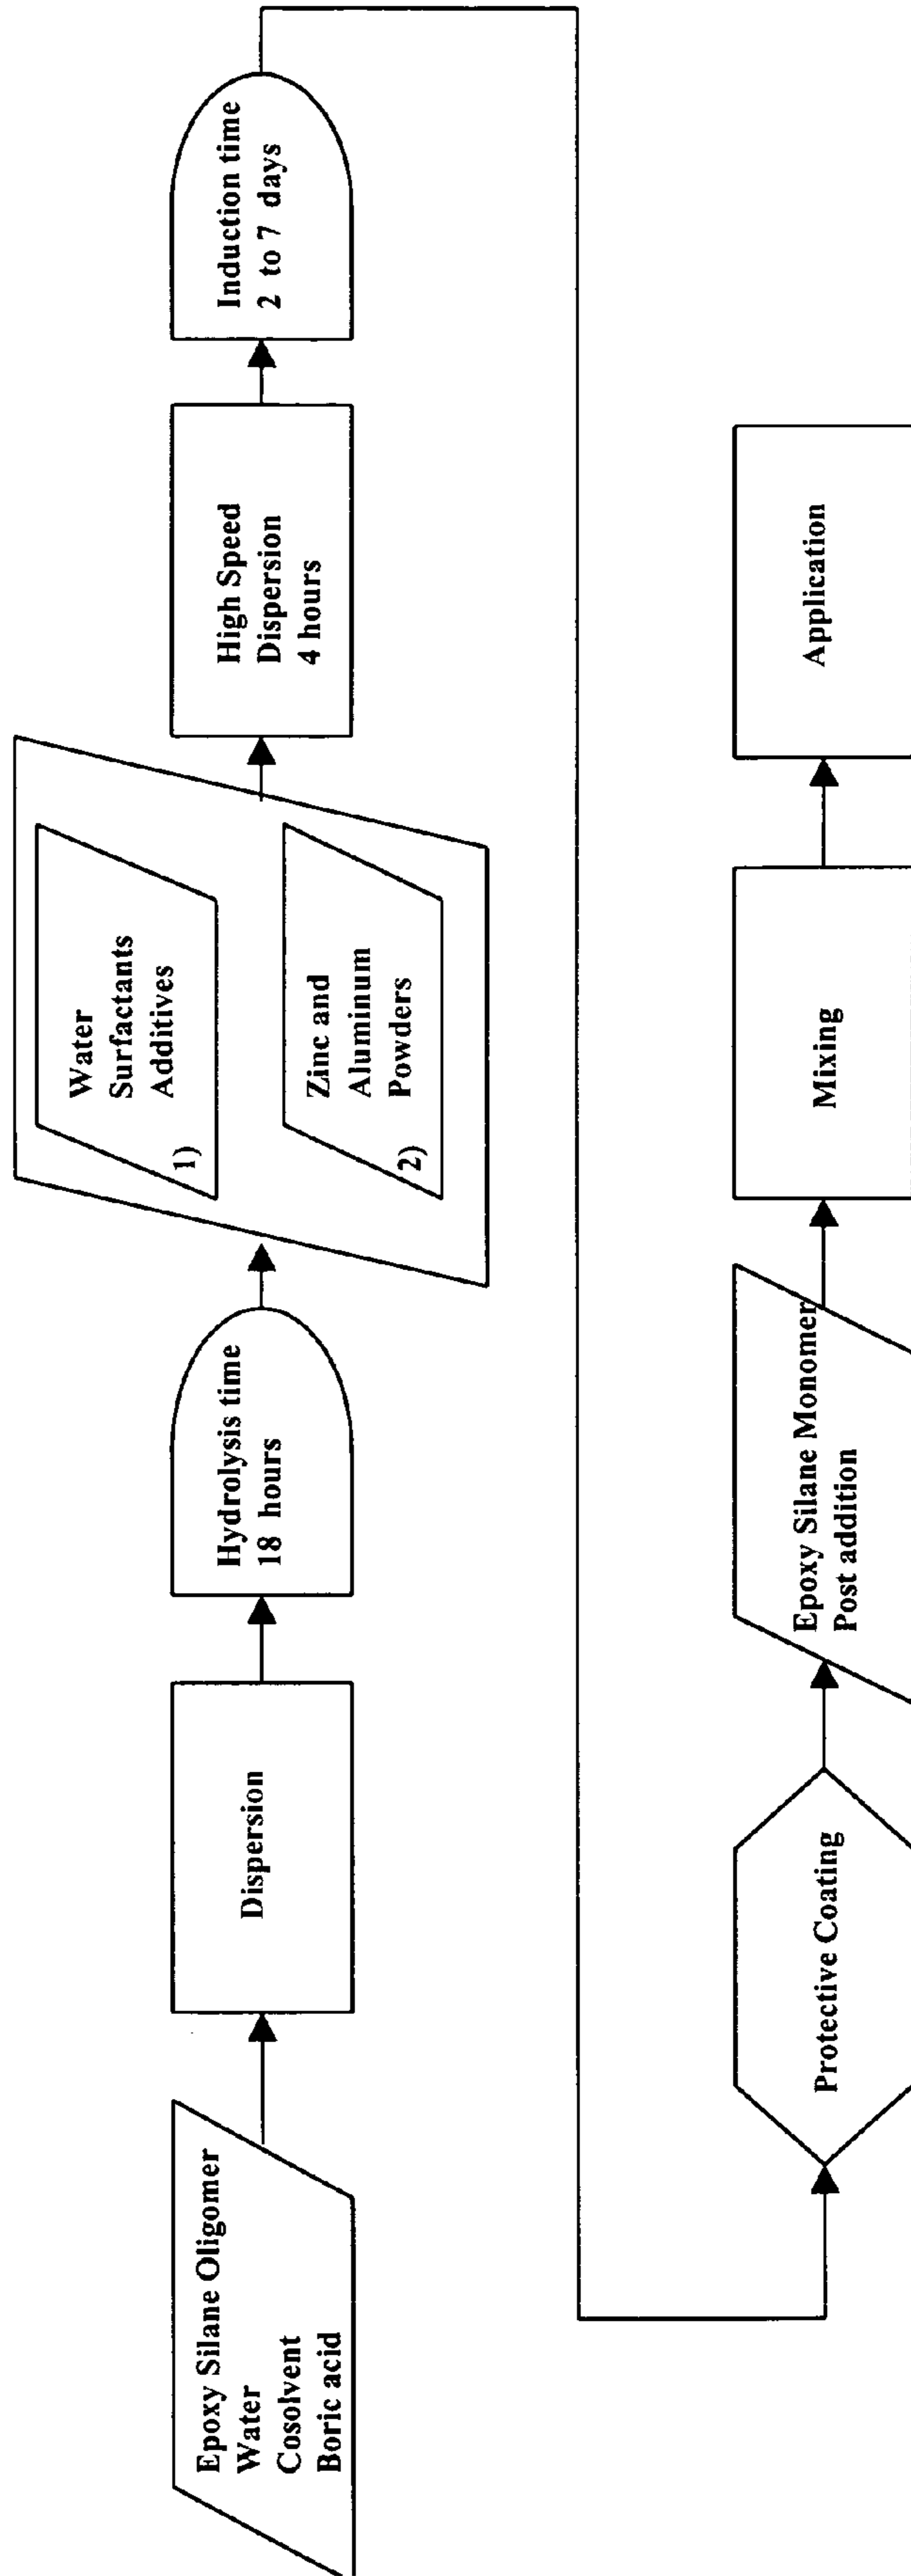 Epoxy Silane Oligomer
Water
Cosolvent
Boric acid
Dispersion
Hydrolysis time
18 hours
Water
Surfactants
Additives
1)
Zinc and
Aluminum
Powders
2)
High Speed
Dispersion
4 hours
Induction time
2 to 7 days
Protective Coating
Epoxy Silane Monomer
Post addition
Mixing
Application